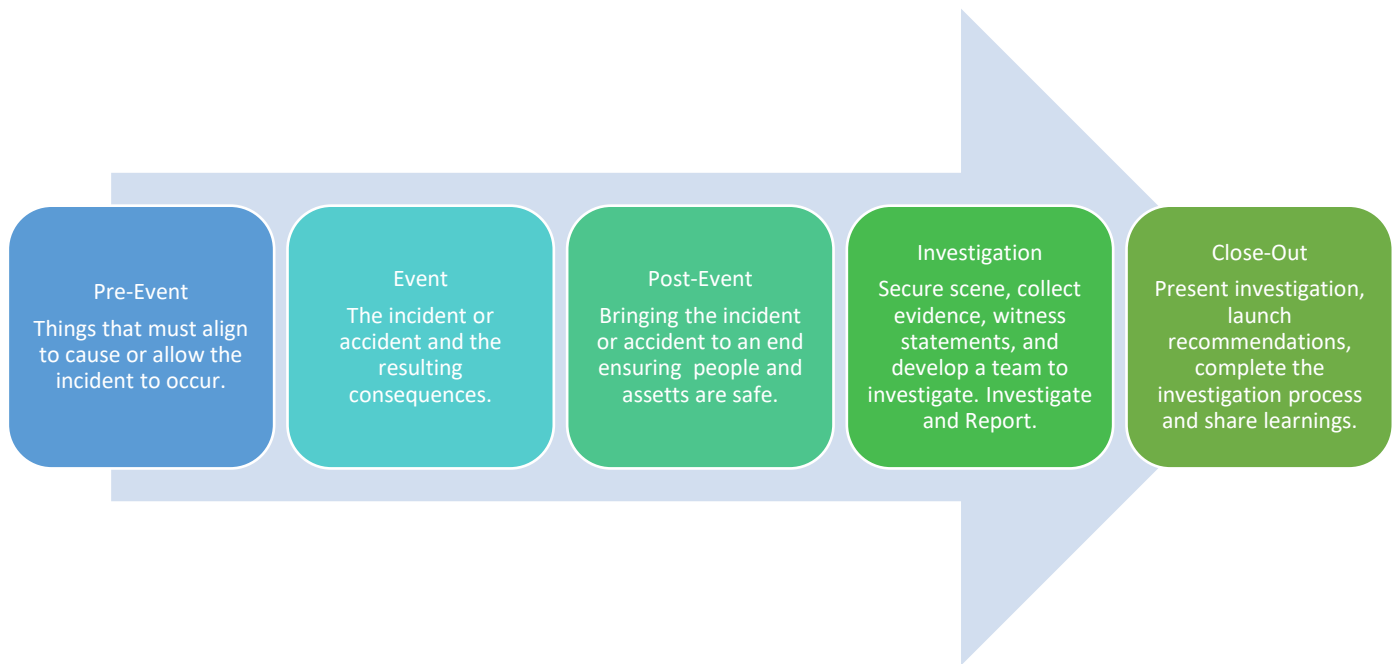 Pre-Event
Things that must align
to cause or allow the
incident to occur.
Event
The incident or
accident and the
resulting
consequences.
Post-Event
Bringing the incident
or accident to an end
ensuring  people and
assetts are safe.
Investigation
Secure scene, collect
evidence, witness
statements, and
develop a team to
investigate. Investigate
and Report.
Close-Out
Present investigation,
launch
recommendations,
complete the
investigation process
and share learnings.